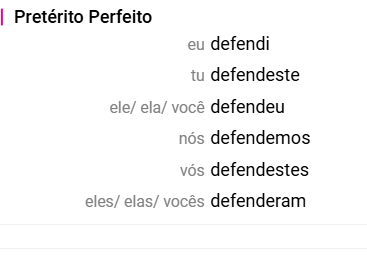 Pretérito Perfeito
eu defendi
tu defendeste
ele/ ela/ você defendeu
nós defendemos
vós defendestes
eles/ elas/ vocês defenderam